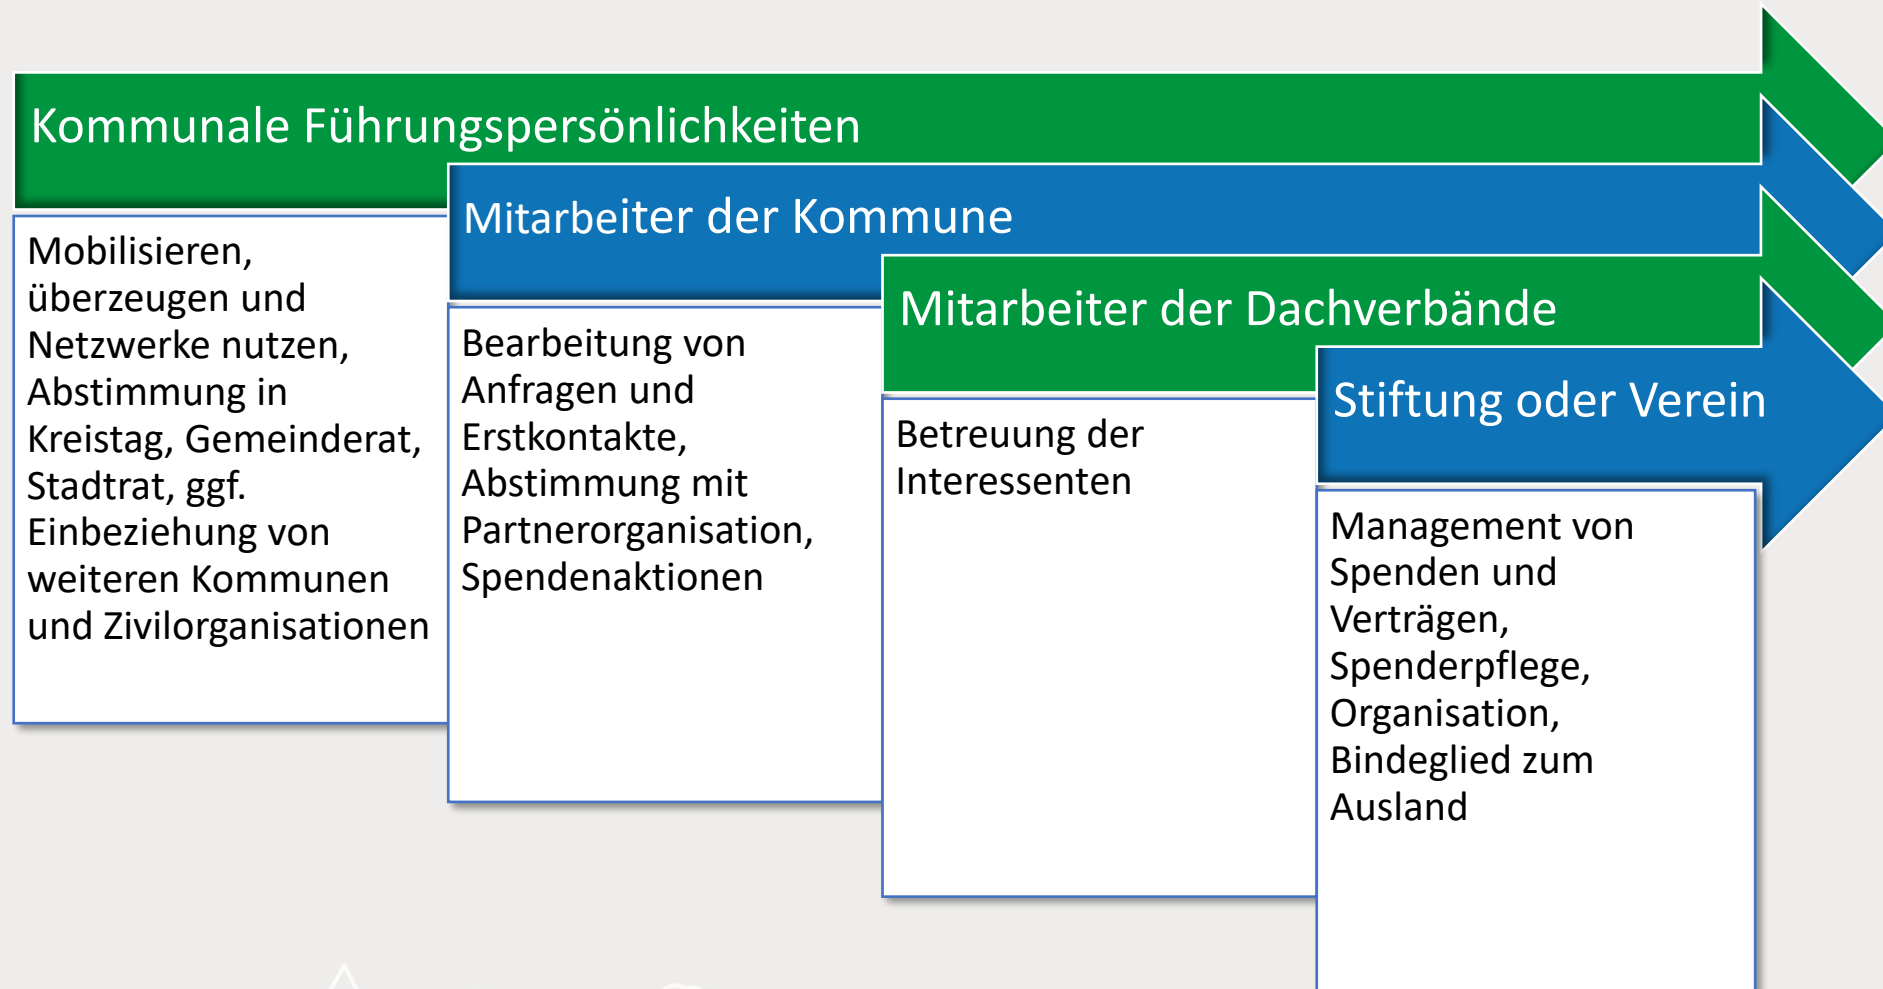 Kommunale Führungspersönlichkeiten
Mobilisieren,
überzeugen und
Netzwerke nutzen,
Abstimmung in
Kreistag, Gemeinderat,
Stadtrat, ggf.
Einbeziehung von
weiteren Kommunen
und Zivilorganisationen
Mitarbeiter der Kommune
Bearbeitung von
Anfragen und
Erstkontakte,
Abstimmung mit
Partnerorganisation,
Spendenaktionen
Mitarbeiter der Dachverbände
Betreuung der
Interessenten
Stiftung oder Verein
Management von
Spenden und
Verträgen,
Spenderpflege,
Organisation,
Bindeglied zum
Ausland